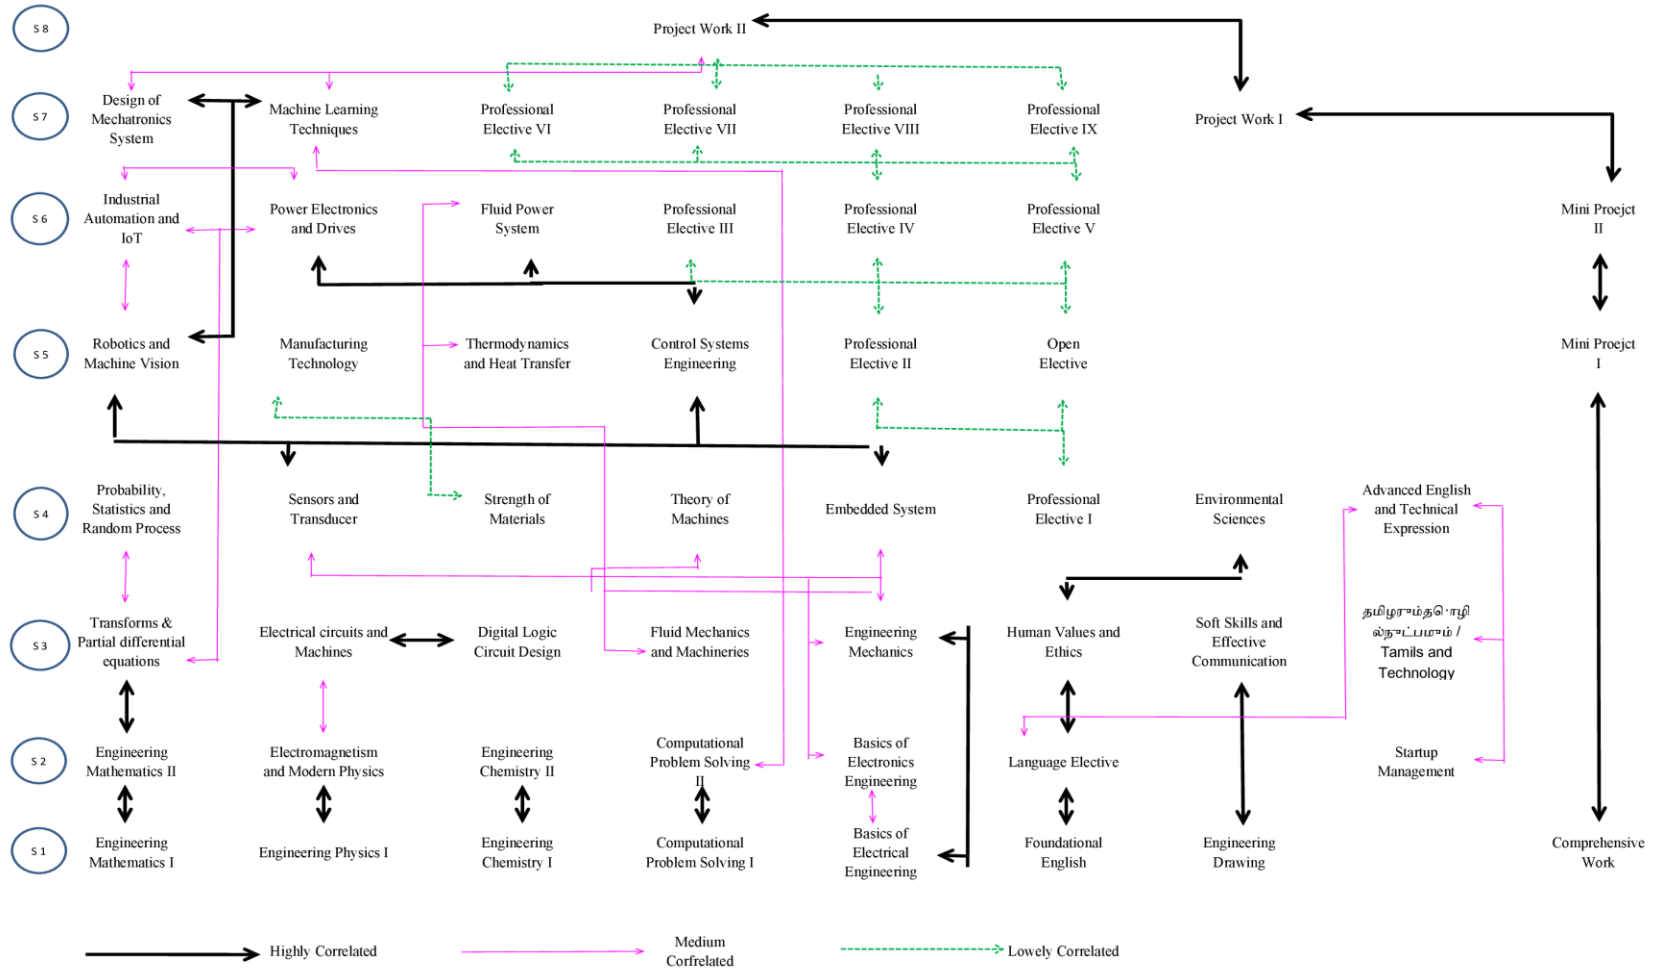 S 8
Project Work II
S 7
Design of
Mechatronics
System
Machine Learning
Techniques
Professional
Elective VI
Professional
Elective VII
Professional
Elective VIII
Professional
Elective IX
Project Work I
S 6
Industrial
Automation and
IoT
Power Electronics
and Drives
Fluid Power
System
Professional
Elective III
Professional
Elective IV
Professional
Elective V
Mini Proejct
II
S 5
Robotics and
Machine Vision
Manufacturing
Technology
Thermodynamics
and Heat Transfer
Control Systems
Engineering
Professional
Elective II
Open
Elective
Mini Proejct
I
S 4
Probability,
Statistics and
Random Process
Sensors and
Transducer
Strength of
Materials
Theory of
Machines
Embedded System
Professional
Elective I
Environmental
Sciences
Advanced English
and Technical
Expression
S 3
Transforms &
Partial differential
equations
Electrical circuits and
Machines
Digital Logic
Circuit Design
Fluid Mechanics
and Machineries
Engineering
Mechanics
Human Values and
Ethics
Soft Skills and
Effective
Communication
/
Tamils and
Technology
S 2
Engineering
Mathematics II
Electromagnetism
and Modern Physics
Engineering
Chemistry II
Computational
Problem Solving
II
Basics of
Electronics
Engineering
Language Elective
Startup
Management
S 1
Engineering
Mathematics I
Engineering Physics I
Engineering
Chemistry I
Computational
Problem Solving I
Basics of
Electrical
Engineering
Foundational
English
Engineering
Drawing
Comprehensive
Work
Highly Correlated
Medium
Corfrelated
Lowely Correlated